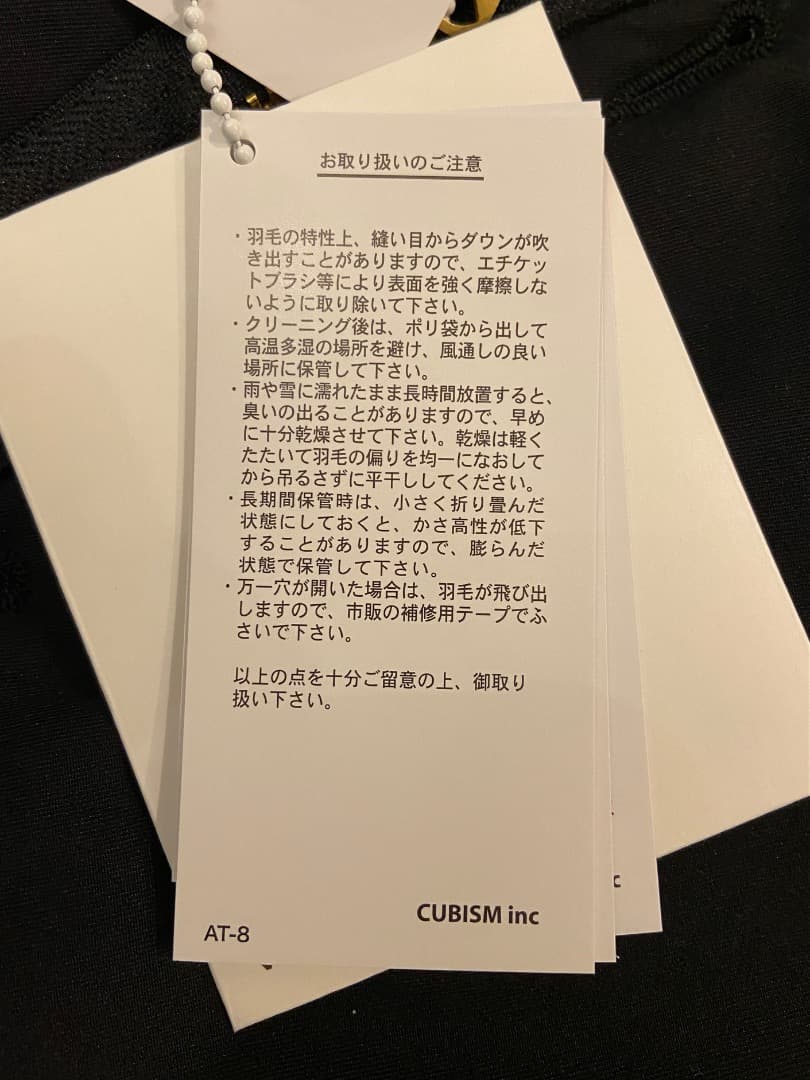 お取り扱いのご注意
・羽毛の特性上、縫い目からダウンが吹
き出すことがありますので、エチケッ
トブラシ等により表面を強く摩擦しな
いように取り除いて下さい。
・クリーニング後は、ポリ袋から出して
高温多湿の場所を避け、風通しの良い
場所に保管して下さい。
・雨や雪に濡れたまま長時間放置すると、
臭いの出ることがありますので、早め
に十分乾燥させて下さい。乾燥は軽く
たたいて羽毛の偏りを均一になおして
から吊るさずに平干ししてください。
・長期間保管時は、小さく折り畳んだ
状態にしておくと、かさ高性が低下
することがありますので、膨らんだ
状態で保管して下さい。
・万一穴が開いた場合は、羽毛が飛び出
しますので、市販の補修用テープでふ
さいで下さい。
以上の点を十分ご留意の上、御取り
扱い下さい。
CUBISM inc
AT-8